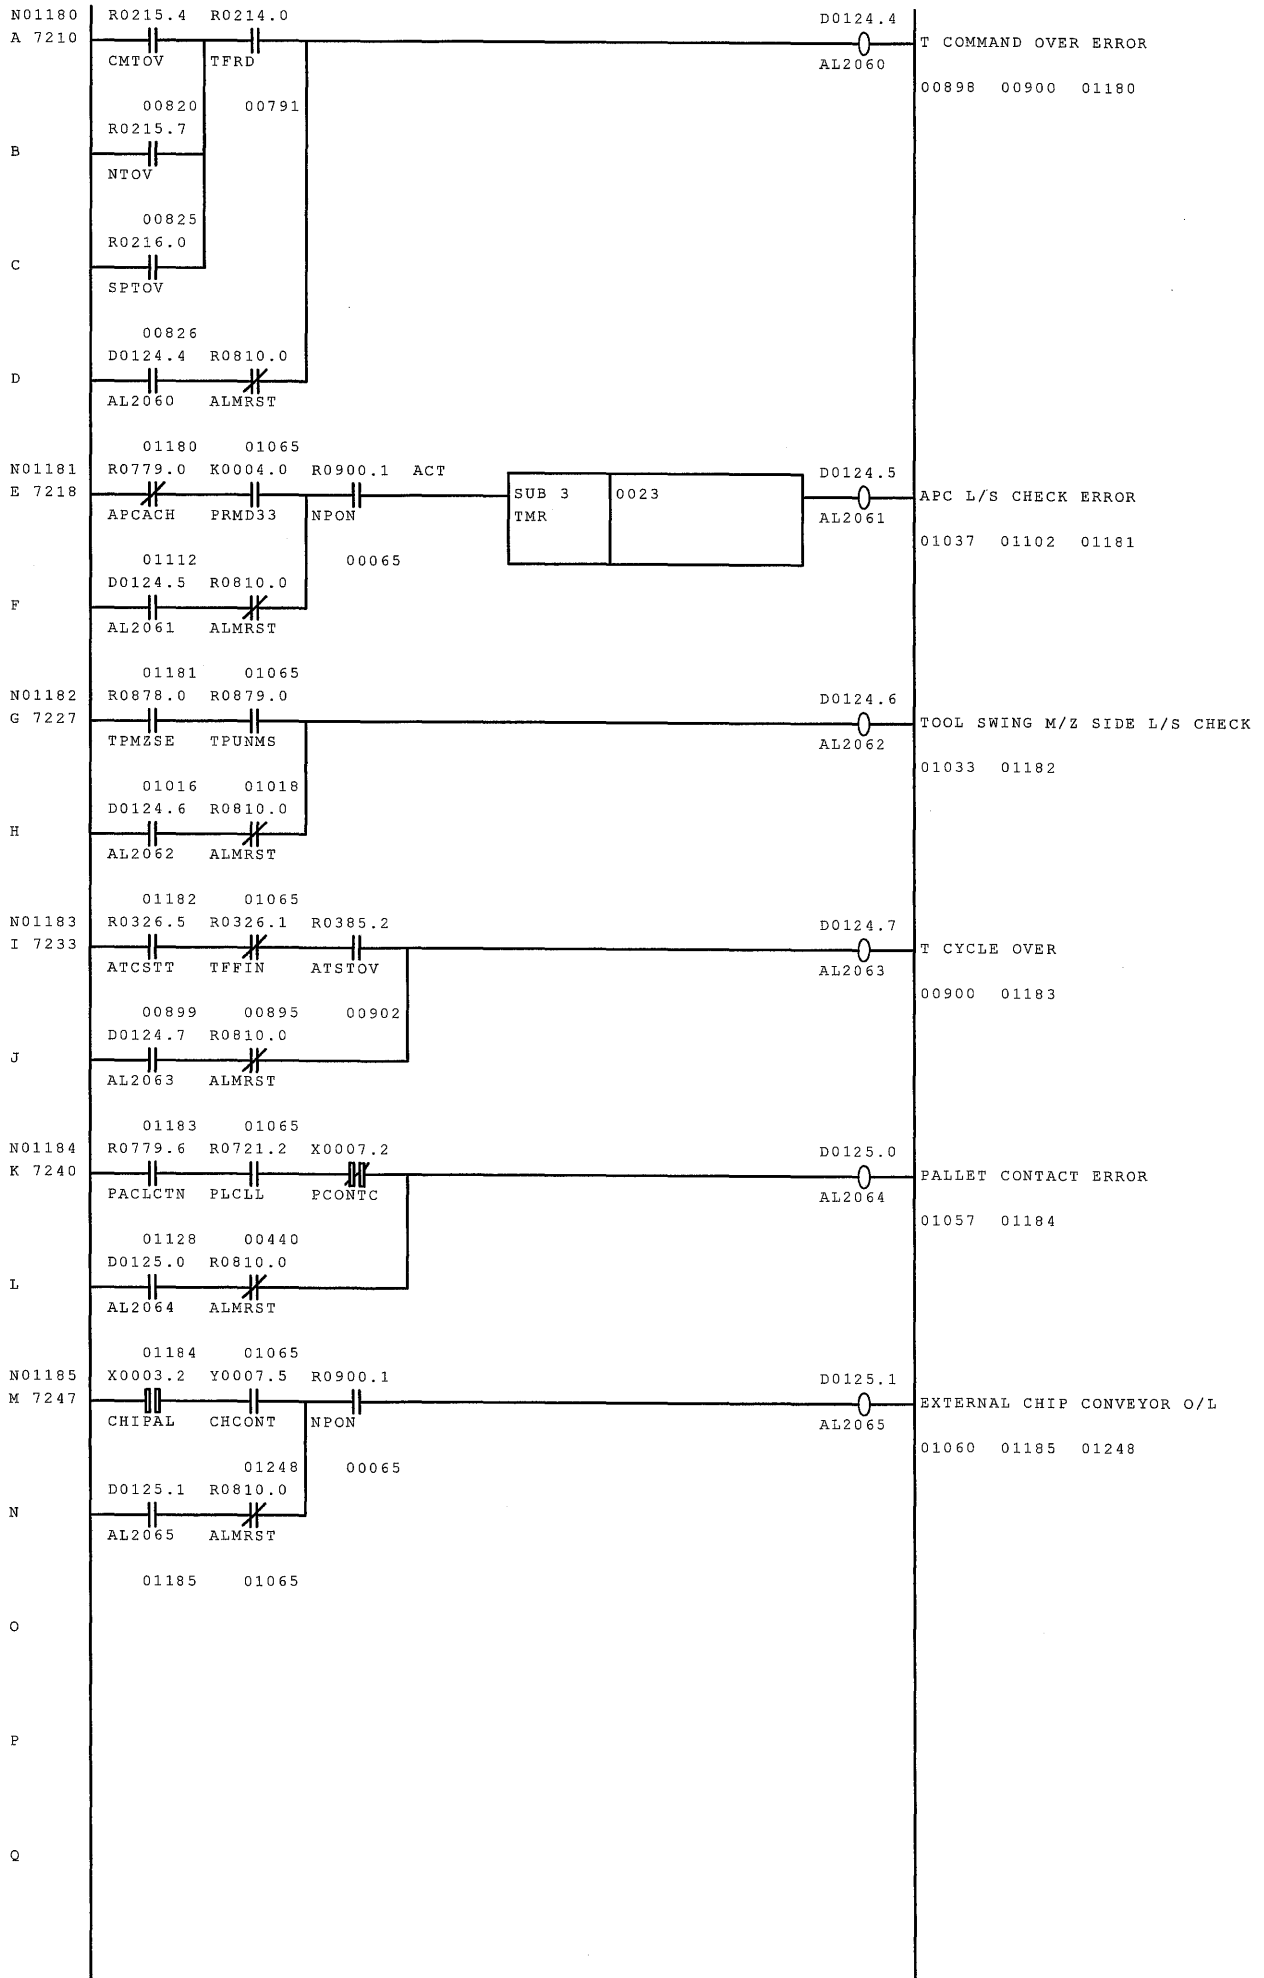 N01180 R0215.4 R0214.0 D0124.4
A 7210 T COMMAND OVER ERROR
CMTOV TFRD AL2060
00898 00900 01180
00820 00791
R0215.7
B
NTOV
00825
R0216.0
C
SPTOV
00826
D0124.4 R0810.0
D
AL2060 ALMRST
01180 01065
N01181 R0779.0 K0004.0 R0900.1 ACT D0124.5
E 7218 SUB 3 0023 APC L/S CHECK ERROR
APCACH PRMD33 NPON TMR AL2061
01037 01102 01181
01112 00065
D0124.5 R0810.0
F
AL2061 ALMRST
01181 01065
N01182 R0878.0 R0879.0 D0124.6
G 7227 TOOL SWING M/Z SIDE L/S CHECK
TPMZSE TPUNMS AL2062
01033 01182
01016 01018
D0124.6 R0810.0
H
AL2062 ALMRST
01182 01065
N01183 R0326.5 R0326.1 R0385.2 D0124.7
I 7233 T CYCLE OVER
ATCSTT TFFIN ATSTOV AL2063
00900 01183
00899 00895 00902
D0124.7 R0810.0
J
AL2063 ALMRST
01183 01065
N01184 R0779.6 R0721.2 X0007.2 D0125.0
K 7240 PALLET CONTACT ERROR
PACLCTN PLCLL PCONTC AL2064
01057 01184
01128 00440
D0125.0 R0810.0
L
AL2064 ALMRST
01184 01065
N01185 X0003.2 Y0007.5 R0900.1 D0125.1
M 7247 EXTERNAL CHIP CONVEYOR O/L
CHIPAL CHCONT NPON AL2065
01060 01185 01248
01248 00065
D0125.1 R0810.0
N
AL2065 ALMRST
01185 01065
O
P
Q